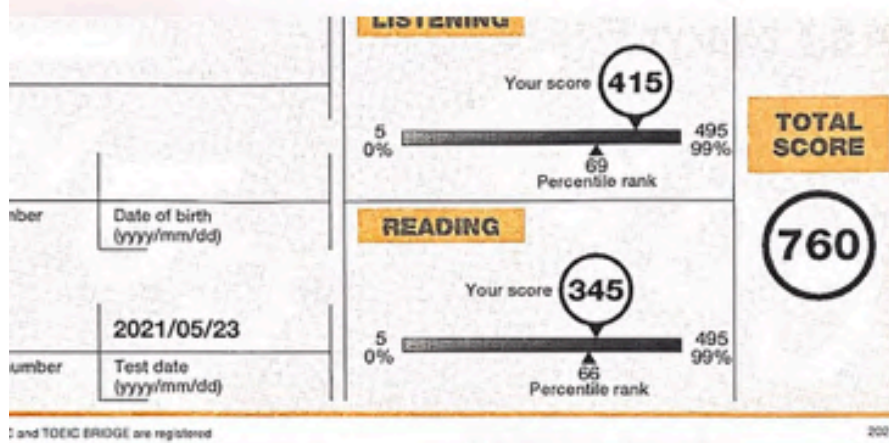 LISTENING
Your score 415
5 495
0% 99%
69
Percentile rank
TOTAL
SCORE
760
mber
Date of birth
(yyyy/mm/dd)
READING
Your score 345
5 495
0% 99%
66
Percentile rank
2021/05/23
umber
Test date
(yyyy/mm/dd)
C and TOEIC BRIDGE are registered
202